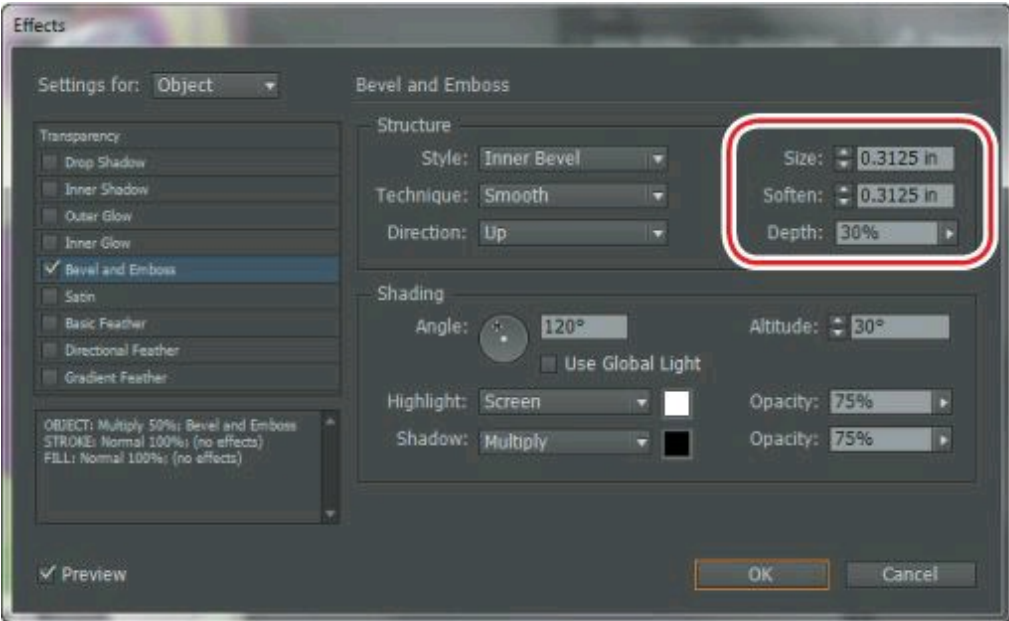 Effects
Settings for: Object
Bevel and Emboss
Transparency
Drop Shadow
Inner Shadow
Outer Glow
Inner Glow
Bevel and Emboss
Satin
Basic Feather
Directional Feather
Gradient Feather
OBJECT: Multiply 50%; Bevel and Emboss
STROKE: Normal 100%; (no effects)
FILL: Normal 100%; (no effects)
Structure
Style: Inner Bevel
Size: 0.3125 in
Technique: Smooth
Soften: 0.3125 in
Direction: Up
Depth: 30%
Shading
Angle: 120°
Altitude: 30°
Use Global Light
Highlight: Screen
Opacity: 75%
Shadow: Multiply
Opacity: 75%
Preview
OK
Cancel